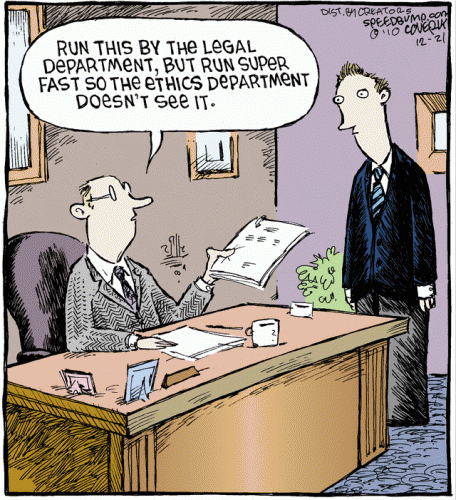 RUN THIS BY THE LEGAL
DEPARTMENT, BUT RUN SUPER
FAST SO THE ETHICS DEPARTMENT
DOESN'T SEE IT.
DIST. BY CREATORS
SPEEDBUMP.COM
©'10 COVERLY
12-21